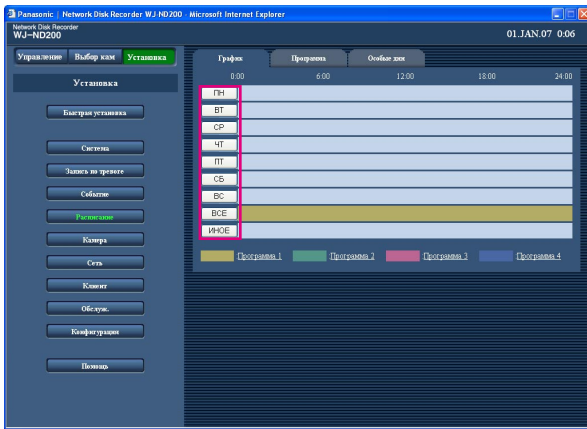 Panasonic | Network Disk Recorder WJ-ND200 - Microsoft Internet Explorer
Network Disk Recorder
WJ-ND200
01.JAN.07 0:06
Управление Выбор кам Установка
График Программа Особые дни
Установка
0:00 6:00 12:00 18:00 24:00
ПН
Быстрая установка
ВТ
СР
Система
ЧТ
Запись по тревоге
ПТ
СБ
Событие
ВС
Расписание
ВСЕ
Камера
ИНОЕ
Программа 1 Программа 2 Программа 3 Программа 4
Сеть
Клиент
Обслуж.
Конфигурации
Помощь